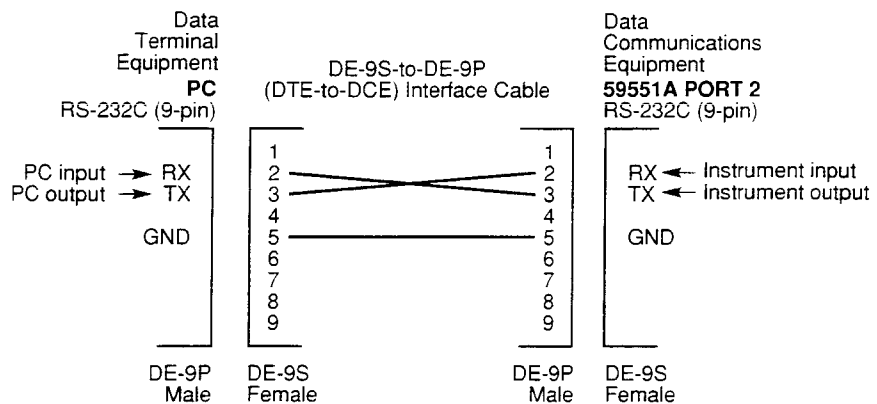 Data
Terminal
Equipment
PC
RS-232C (9-pin)
DE-9S-to-DE-9P
(DTE-to-DCE) Interface Cable
Data
Communications
Equipment
59551A PORT 2
RS-232C (9-pin)
PC input
PC output
RX
TX
GND
1
2
3
4
5
6
7
8
9
1
2
3
4
5
6
7
8
9
RX
TX
GND
Instrument input
Instrument output
DE-9P
Male
DE-9S
Female
DE-9P
Male
DE-9S
Female